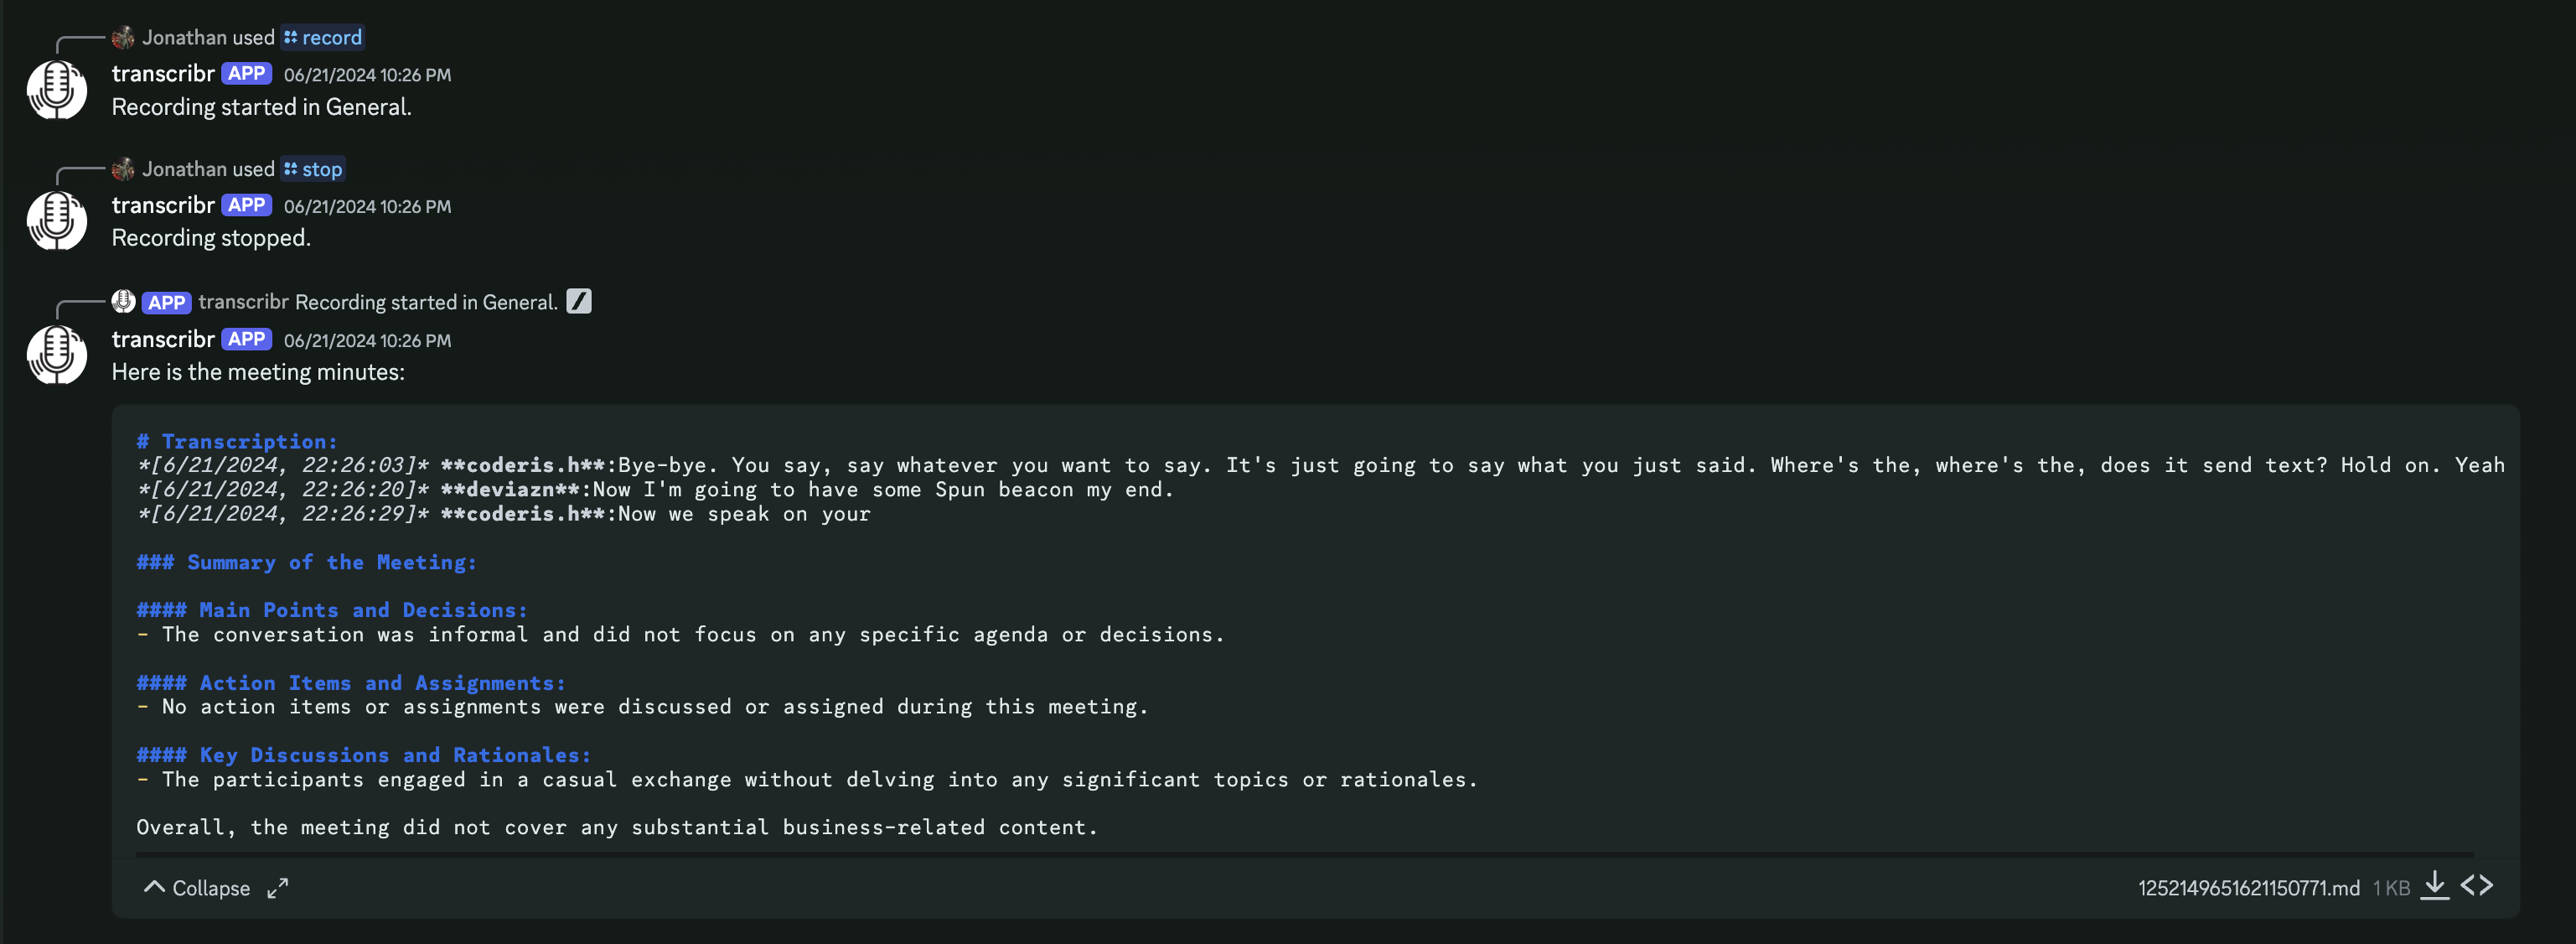 Jonathan used record
transcribr APP 06/21/2024 10:26 PM
Recording started in General.
Jonathan used stop
transcribr APP 06/21/2024 10:26 PM
Recording stopped.
APP transcribr Recording started in General.
transcribr APP 06/21/2024 10:26 PM
Here is the meeting minutes:
# Transcription:
*[6/21/2024, 22:26:03]* **coderis.h**:Bye-bye. You say, say whatever you want to say. It's just going to say what you just said. Where's the, where's the, does it send text? Hold on. Yeah
*[6/21/2024, 22:26:20]* **deviazn**:Now I'm going to have some Spun beacon my end.
*[6/21/2024, 22:26:29]* **coderis.h**:Now we speak on your
### Summary of the Meeting:
#### Main Points and Decisions:
- The conversation was informal and did not focus on any specific agenda or decisions.
#### Action Items and Assignments:
- No action items or assignments were discussed or assigned during this meeting.
#### Key Discussions and Rationales:
- The participants engaged in a casual exchange without delving into any significant topics or rationales.
Overall, the meeting did not cover any substantial business-related content.
Collapse
1252149651621150771.md 1 KB